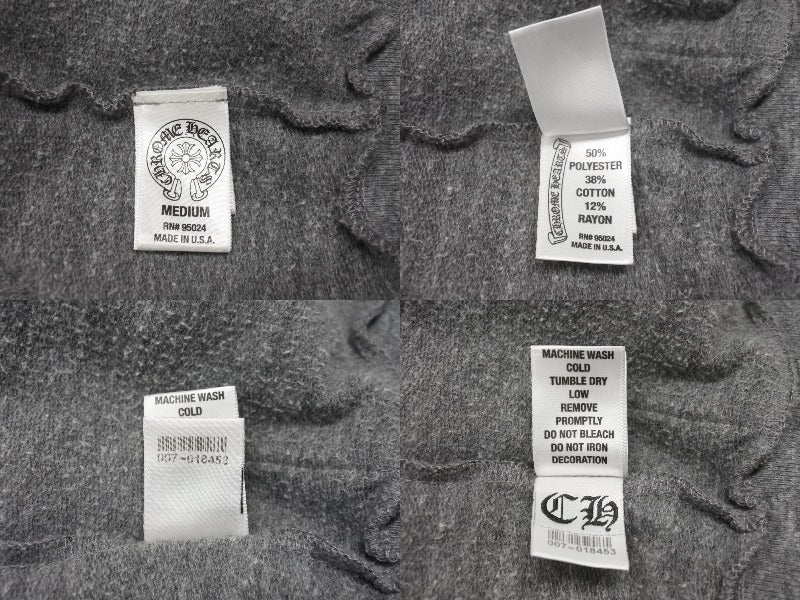 CHROME HEARTS
MEDIUM
RN# 95024
MADE IN U.S.A.
CHROME HEARTS
50%
POLYESTER
38%
COTTON
12%
RAYON
RN# 95024
MADE IN U.S.A.
MACHINE WASH
COLD
007-018453
MACHINE WASH
COLD
TUMBLE DRY
LOW
REMOVE
PROMPTLY
DO NOT BLEACH
DO NOT IRON
DECORATION
CH
007-018453